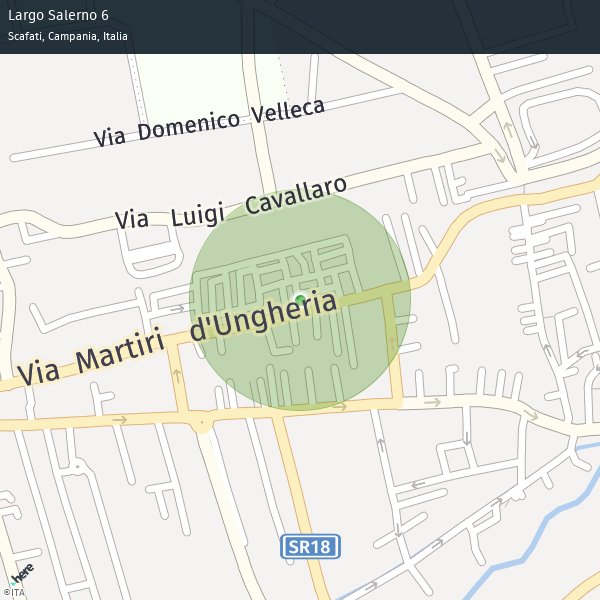 Largo Salerno 6
Scafati, Campania, Italia
Via Domenico Velleca
Via Luigi Cavallaro
Via Martiri d'Ungheria
SR18
here
©ITA